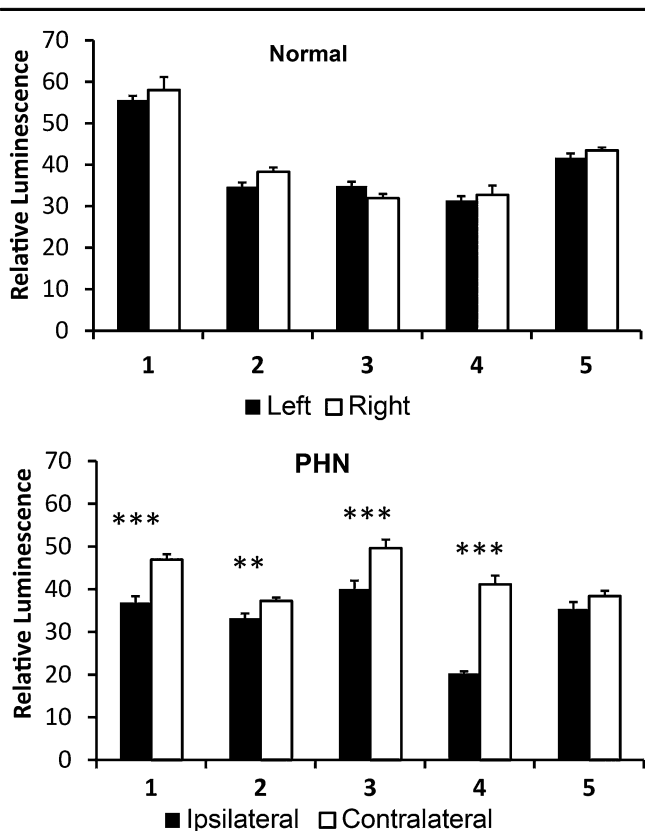 Normal
Relative Luminescence
70
60
50
40
30
20
10
0
1 2 3 4 5
■ Left □ Right
PHN
Relative Luminescence
70
60
50
40
30
20
10
0
*** ** *** ***
1 2 3 4 5
■ Ipsilateral □ Contralateral